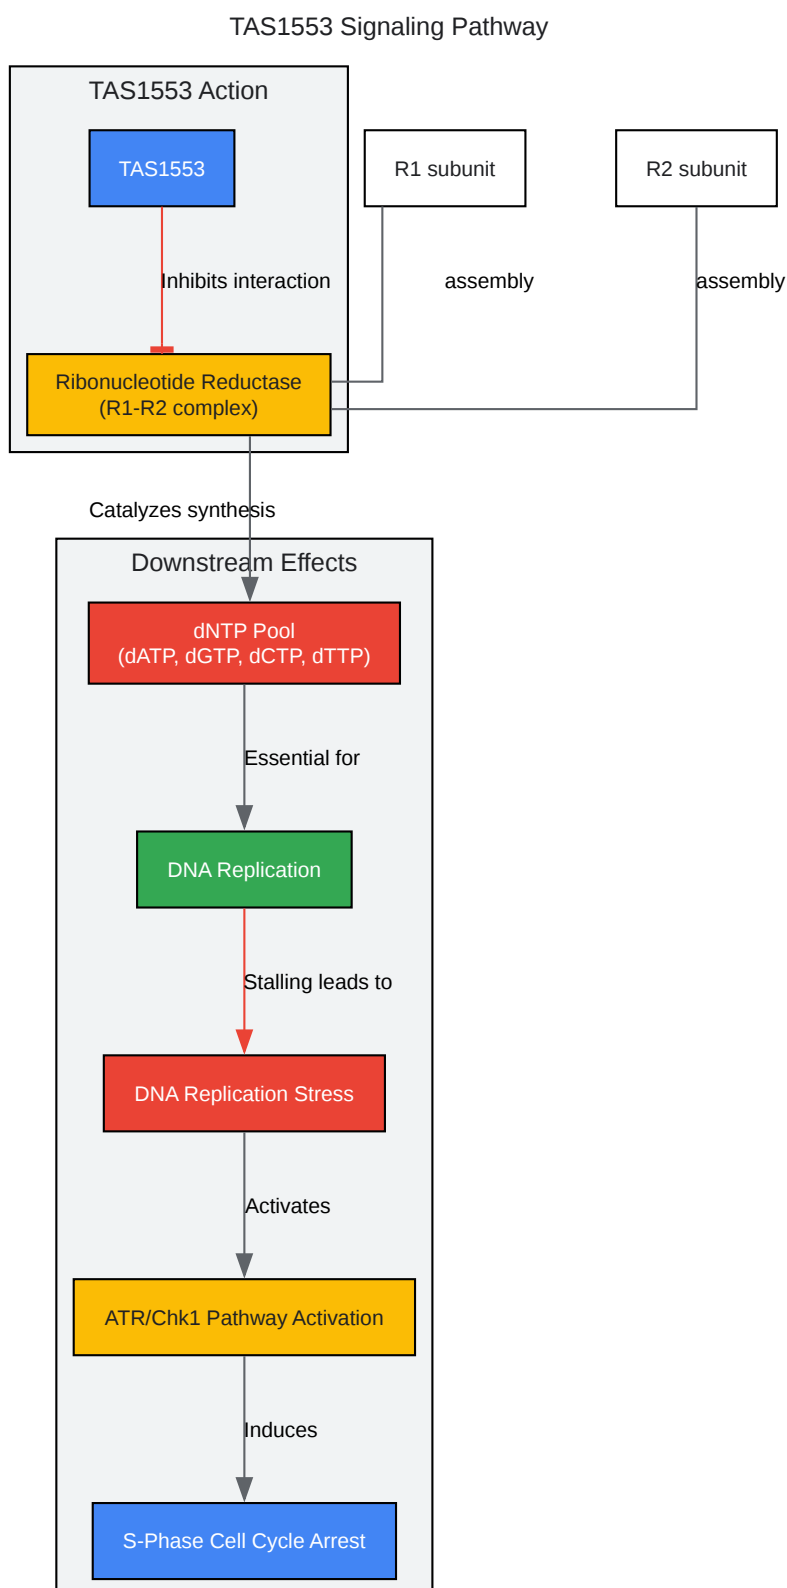 TAS1553 Signaling Pathway
TAS1553 Action
TAS1553
R1 subunit
R2 subunit
Inhibits interaction
assembly
assembly
Ribonucleotide Reductase
(R1-R2 complex)
Catalyzes synthesis
Downstream Effects
dNTP Pool
(dATP, dGTP, dCTP, dTTP)
Essential for
DNA Replication
Stalling leads to
DNA Replication Stress
Activates
ATR/Chk1 Pathway Activation
Induces
S-Phase Cell Cycle Arrest